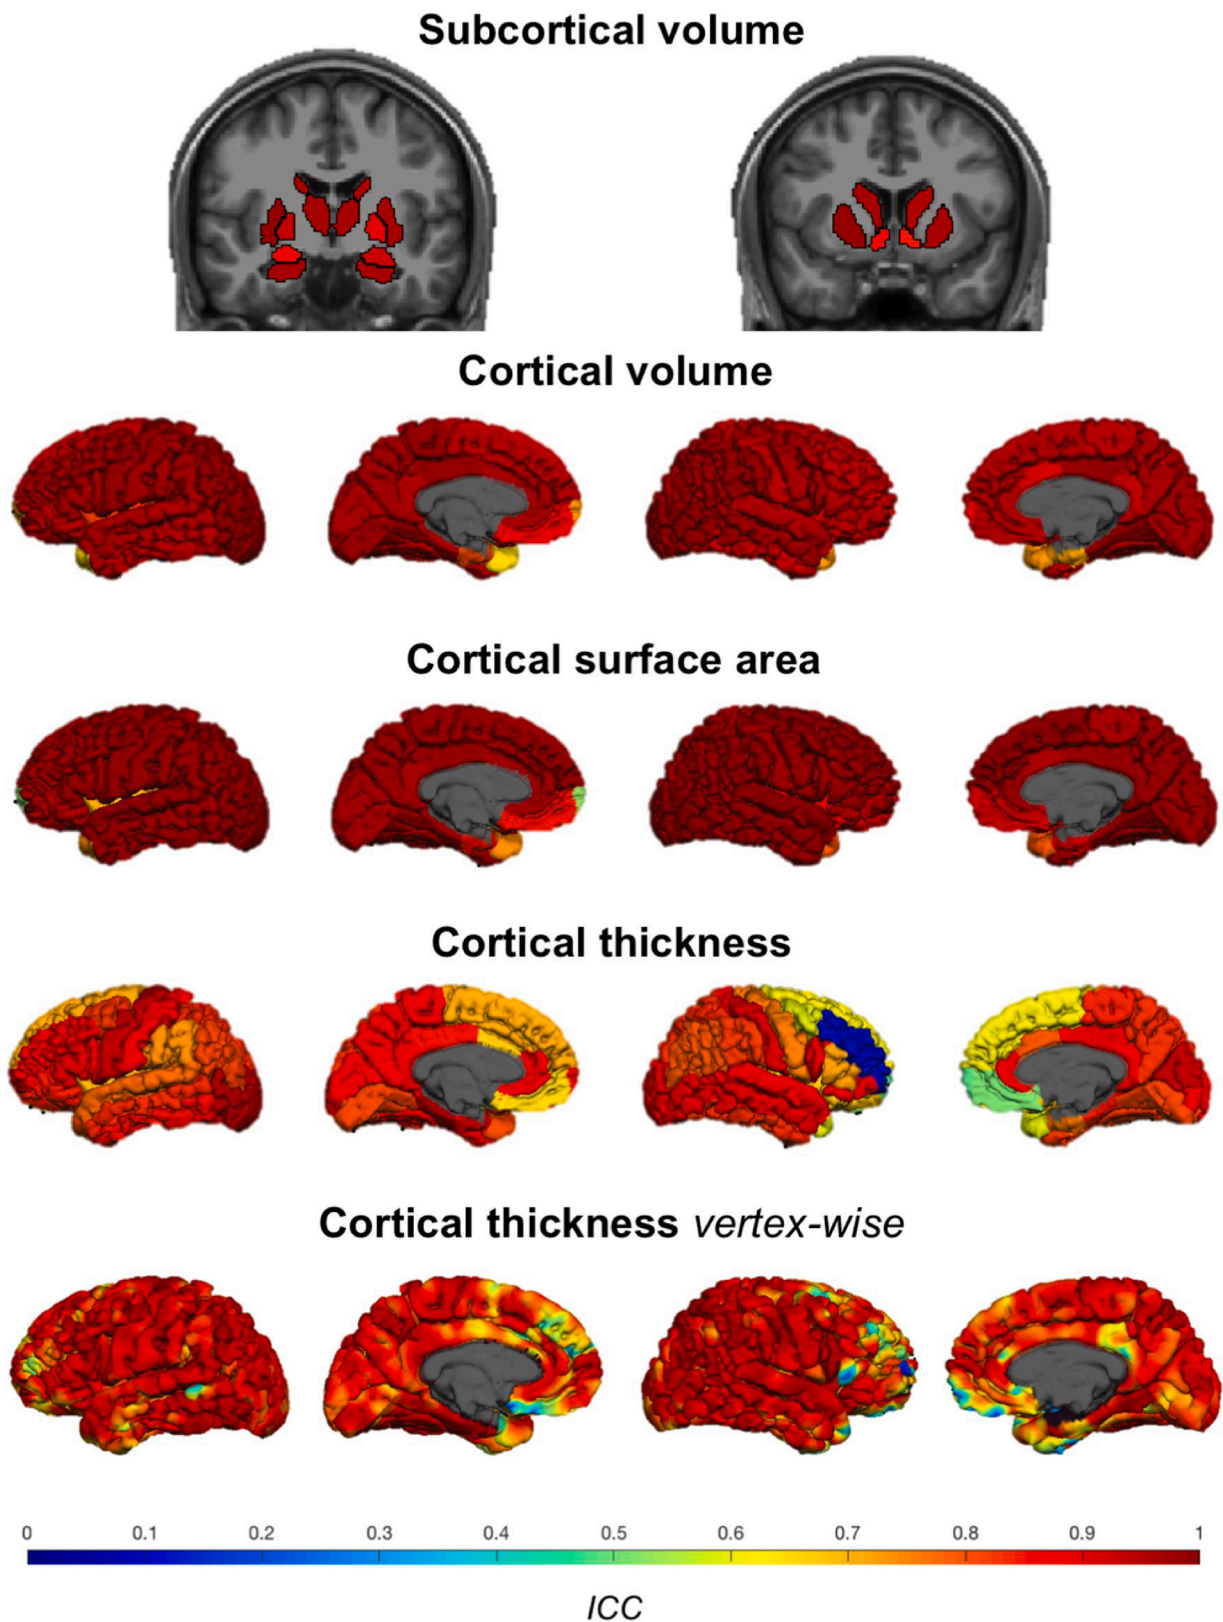 Subcortical volume
Cortical volume
Cortical surface area
Cortical thickness
Cortical thickness vertex-wise
0 0.1 0.2 0.3 0.4 0.5 0.6 0.7 0.8 0.9 1
ICC